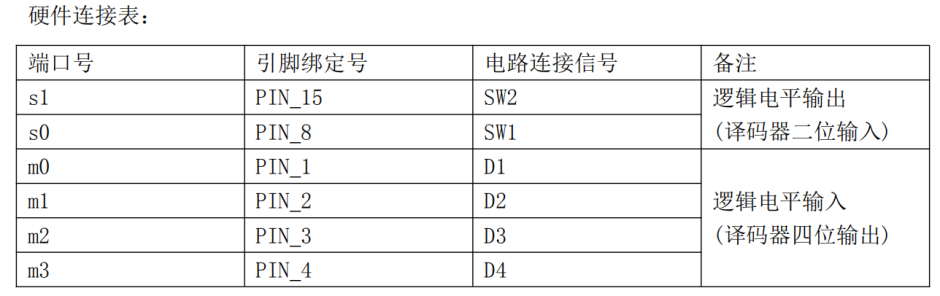 硬件连接表:
端口号 引脚绑定号 电路连接信号 备注
s1 PIN_15 SW2 逻辑电平输出
s0 PIN_8 SW1 (译码器二位输入)
m0 PIN_1 D1
m1 PIN_2 D2 逻辑电平输入
m2 PIN_3 D3 (译码器四位输出)
m3 PIN_4 D4